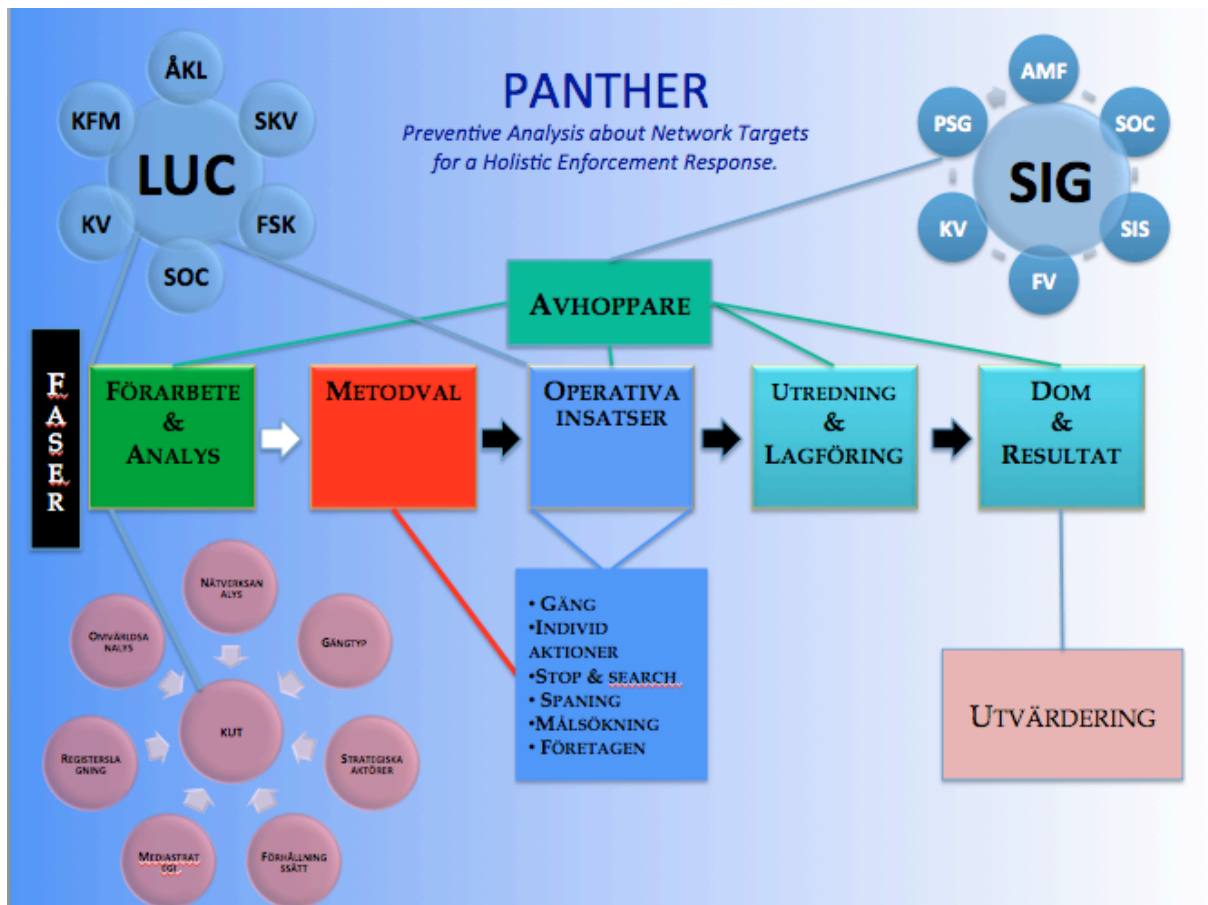 PANTHER
Preventive Analysis about Network Targets
for a Holistic Enforcement Response.
ÅKL
KFM
SKV
LUC
KV
FSK
SOC
AMF
PSG
SOC
SIG
KV
SIS
FV
AVHOPPARE
FASER
FÖRARBETE
&
ANALYS
METODVAL
OPERATIVA
INSATSER
UTREDNING
&
LAGFÖRING
DOM
&
RESULTAT
NÄTVERKSAN
ALYS
OMVÄRLDSA
NALYS
GÄNGTYP
KUT
REGISTERSLA
GNING
STRATEGISKA
AKTÖRER
MEDIASTRAT
EGI
FÖRHÅLLNING
SSÄTT
• GÄNG
•INDIVID
AKTIONER
•STOP & SEARCH
• SPANING
•MÅLSÖKNING
• FÖRETAGEN
UTVÄRDERING